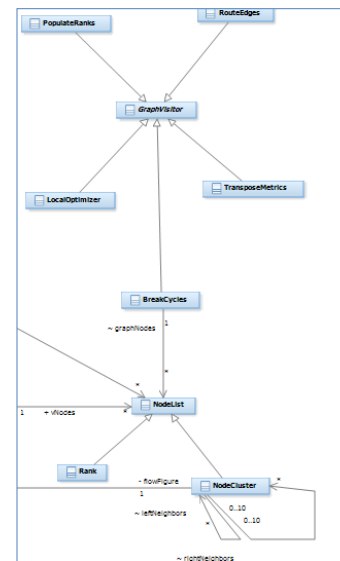 PopulateRanks
RouteEdges
GraphVisitor
LocalOptimizer
TransposeMetrics
BreakCycles
1
~ graphNodes
*
*
NodeList
1
+ vNodes
*
Rank
- flowFigure
NodeCluster
*
1
0..10
~ leftNeighbors
*
0..10
~ rightNeighbors